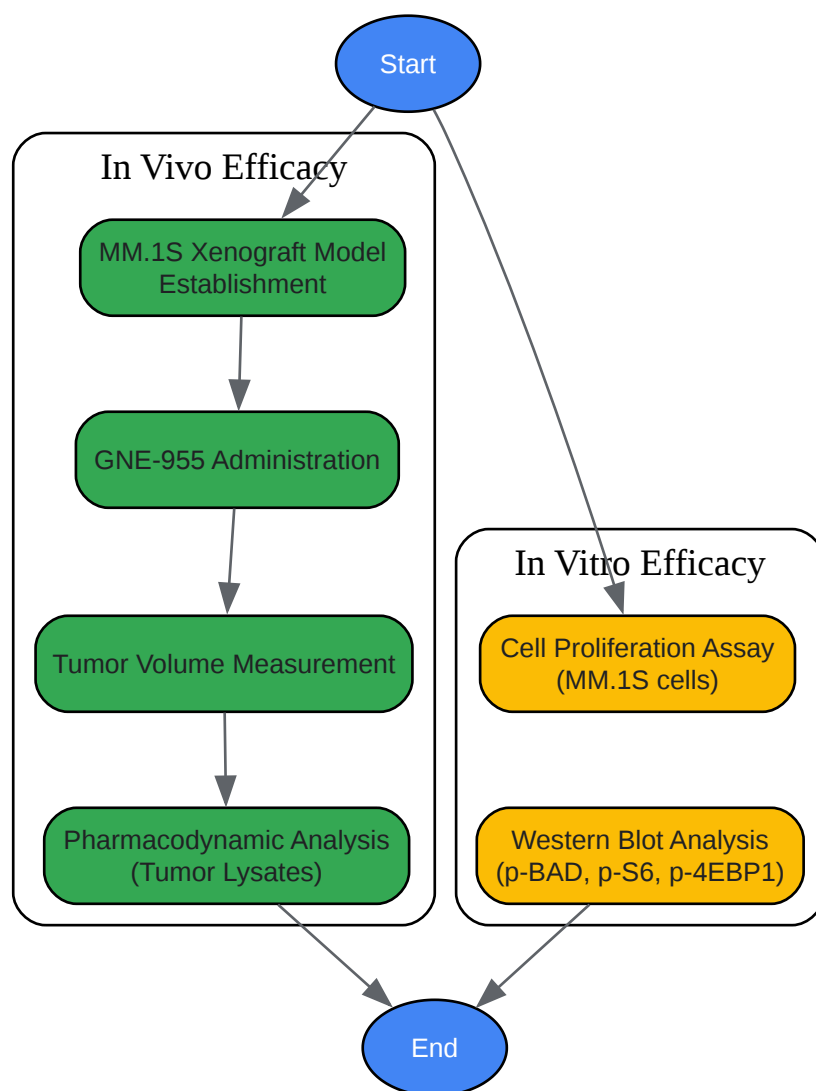 Start
In Vivo Efficacy
MM.1S Xenograft Model
Establishment
GNE-955 Administration
Tumor Volume Measurement
Pharmacodynamic Analysis
(Tumor Lysates)
In Vitro Efficacy
Cell Proliferation Assay
(MM.1S cells)
Western Blot Analysis
(p-BAD, p-S6, p-4EBP1)
End